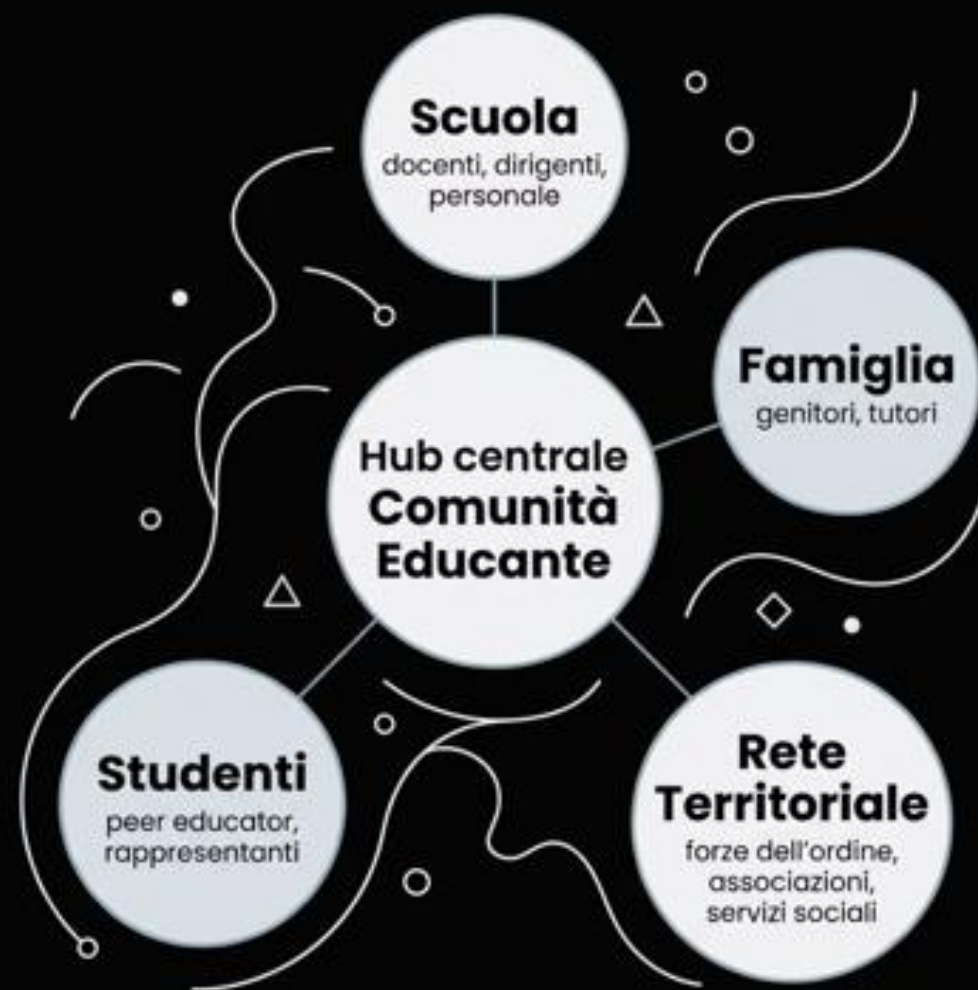 Scuola
docenti, dirigenti,
personale
Famiglia
genitori, tutori
Hub centrale
Comunità
Educante
Studenti
peer educator,
rappresentanti
Rete
Territoriale
forze dell'ordine,
associazioni,
servizi sociali